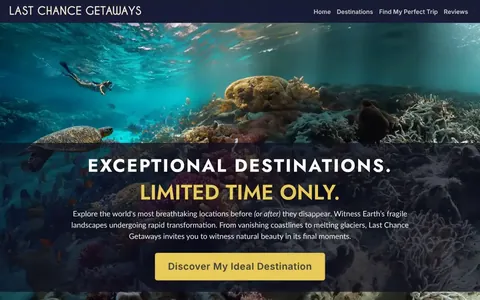 LAST CHANCE GETAWAYS
Home Destinations Find My Perfect Trip Reviews
EXCEPTIONAL DESTINATIONS.
LIMITED TIME ONLY.
Explore the world's most breathtaking locations before (or after) they disappear. Witness Earth's fragile
landscapes undergoing rapid transformation. From vanishing coastlines to melting glaciers, Last Chance
Getaways invites you to witness natural beauty in its final moments.
Discover My Ideal Destination